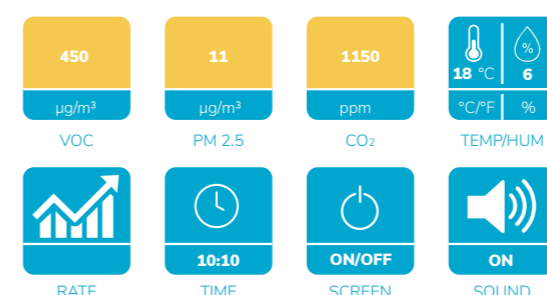 450
µg/m³
VOC
11
µg/m³
PM 2.5
1150
ppm
CO₂
18 °C
%
6
°C/°F
%
TEMP/HUM
RATE
10:10
TIME
ON/OFF
SCREEN
ON
SOUND